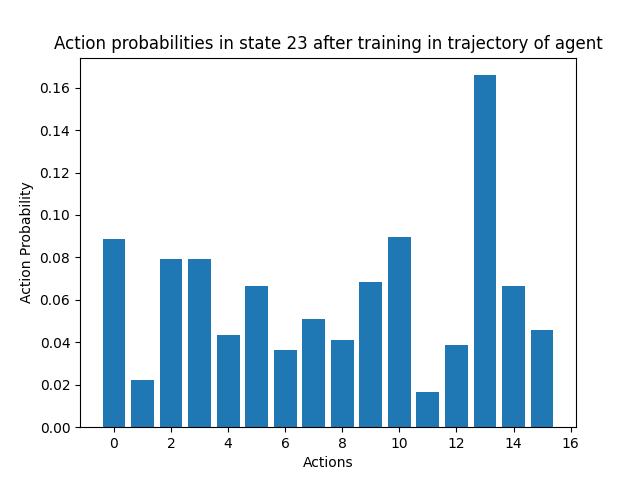 Action probabilities in state 23 after training in trajectory of agent
0.16
0.14
0.12
0.10
0.08
0.06
0.04
0.02
0.00
Action Probability
0 2 4 6 8 10 12 14 16
Actions